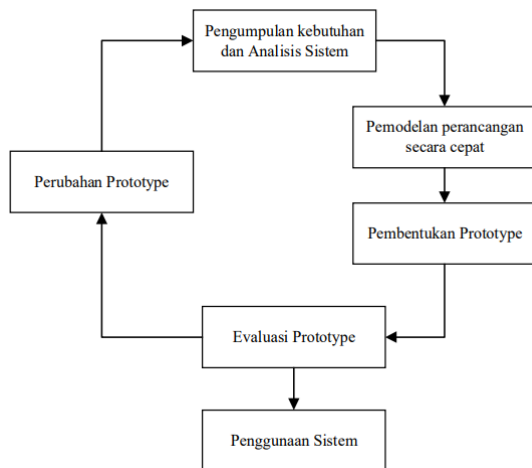 Pengumpulan kebutuhan
dan Analisis Sistem
Pemodelan perancangan
secara cepat
Perubahan Prototype
Pembentukan Prototype
Evaluasi Prototype
Penggunaan Sistem